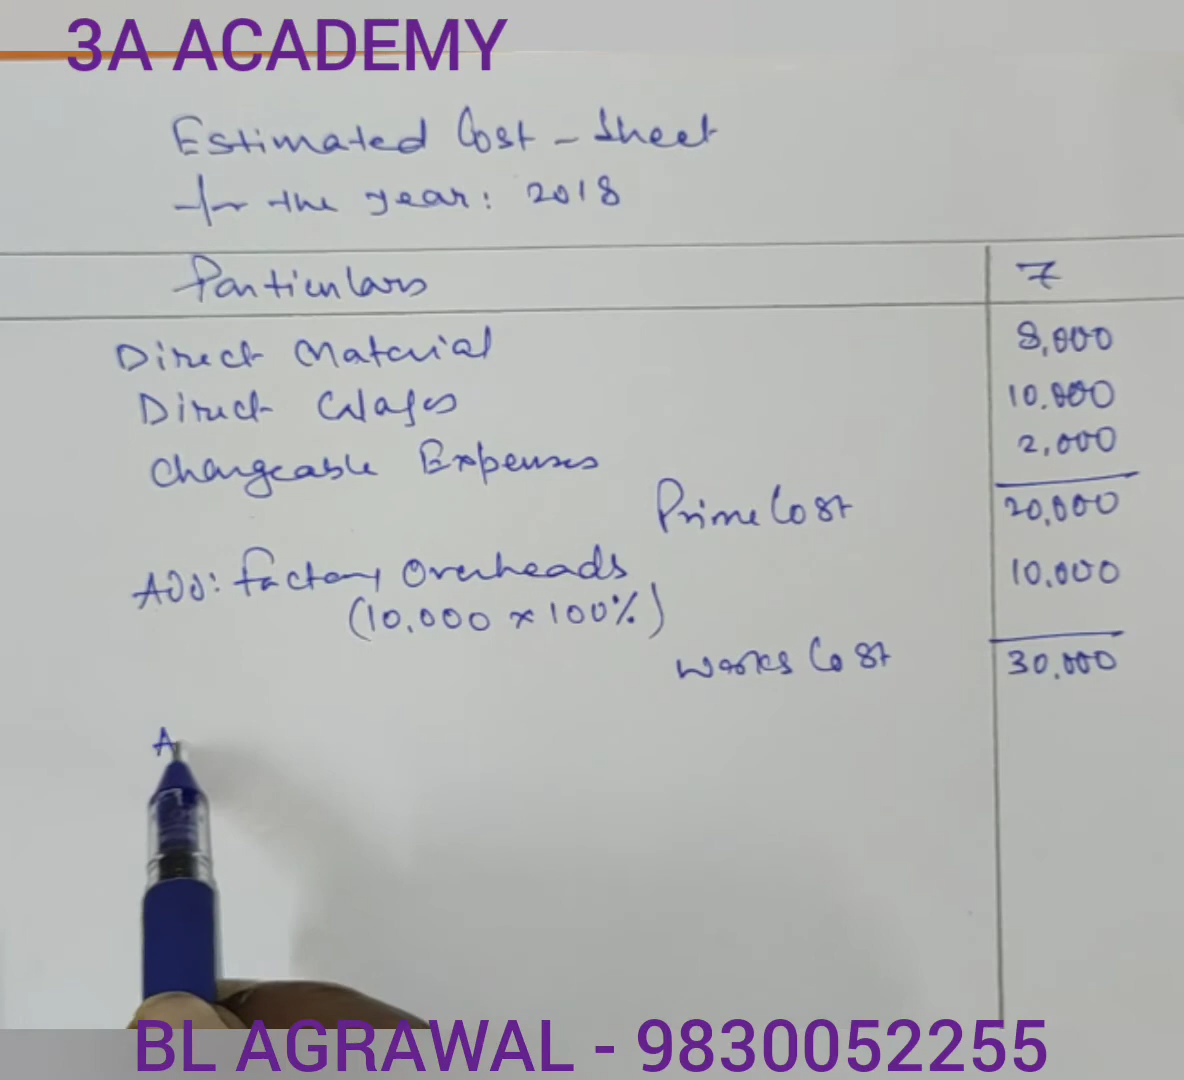 3A ACADEMY
Estimated Cost - Sheet
for the year: 2018
Particulars ₹
Direct Material 8,000
Direct Wages 10,000
Chargeable Expenses 2,000
Prime Cost 20,000
Add: Factory Overheads 10,000
(10,000 × 100%)
Works Cost 30,000
A
BL AGRAWAL - 9830052255